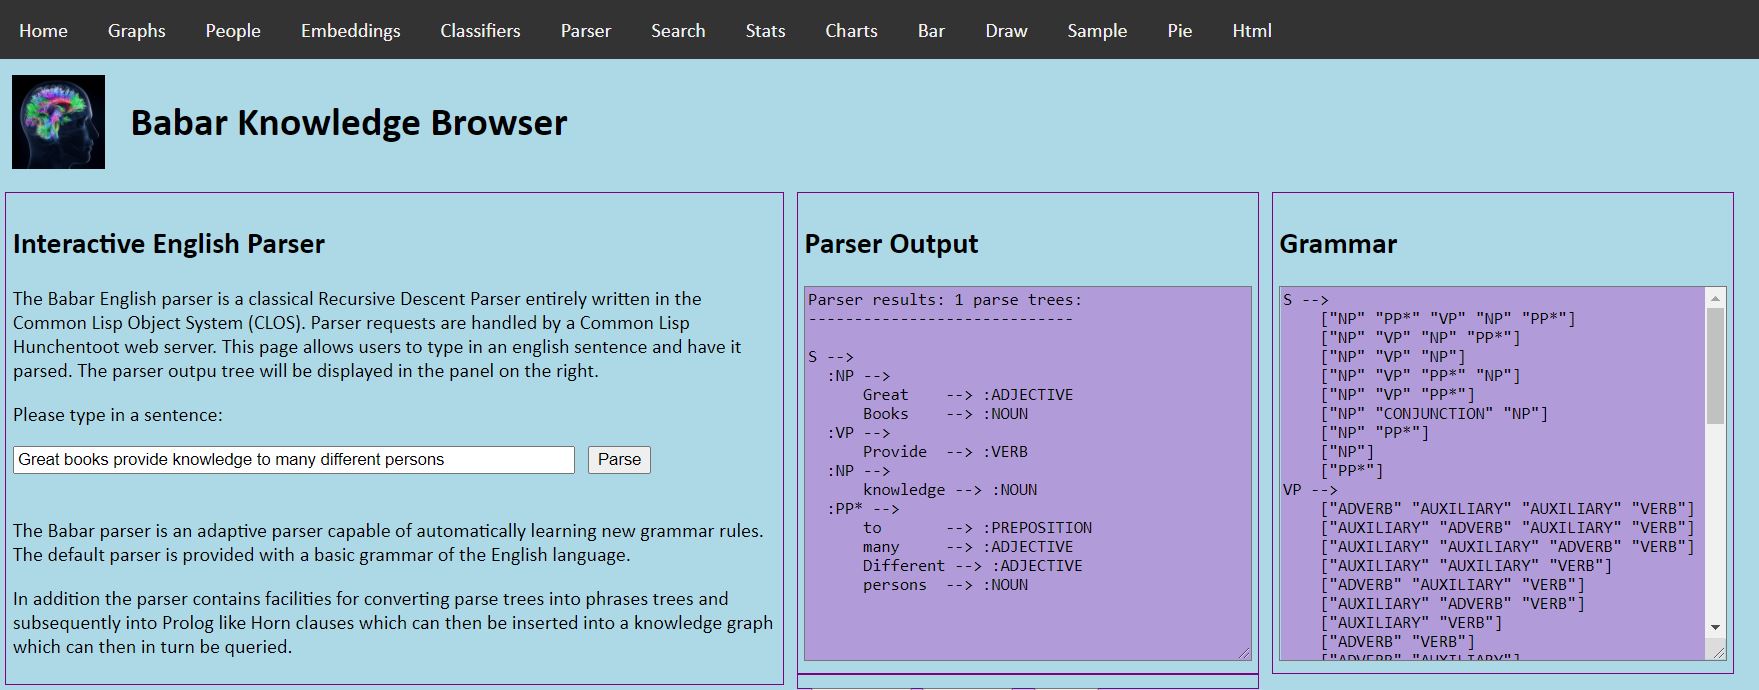 Home Graphs People Embeddings Classifiers Parser Search Stats Charts Bar Draw Sample Pie Html
Babar Knowledge Browser
Interactive English Parser
The Babar English parser is a classical Recursive Descent Parser entirely written in the
Common Lisp Object System (CLOS). Parser requests are handled by a Common Lisp
Hunchentoot web server. This page allows users to type in an english sentence and have it
parsed. The parser outpu tree will be displayed in the panel on the right.
Please type in a sentence:
Great books provide knowledge to many different persons Parse
The Babar parser is an adaptive parser capable of automatically learning new grammar rules.
The default parser is provided with a basic grammar of the English language.
In addition the parser contains facilities for converting parse trees into phrases trees and
subsequently into Prolog like Horn clauses which can then be inserted into a knowledge graph
which can then in turn be queried.
Parser Output
Parser results: 1 parse trees:
-----------------------------
S -->
:NP -->
Great --> :ADJECTIVE
Books --> :NOUN
:VP -->
Provide --> :VERB
:NP -->
knowledge --> :NOUN
:PP* -->
to --> :PREPOSITION
many --> :ADJECTIVE
Different --> :ADJECTIVE
persons --> :NOUN
Grammar
S -->
["NP" "PP*" "VP" "NP" "PP*"]
["NP" "VP" "NP" "PP*"]
["NP" "VP" "NP"]
["NP" "VP" "PP*" "NP"]
["NP" "VP" "PP*"]
["NP" "CONJUNCTION" "NP"]
["NP" "PP*"]
["NP"]
["PP*"]
VP -->
["ADVERB" "AUXILIARY" "AUXILIARY" "VERB"]
["AUXILIARY" "ADVERB" "AUXILIARY" "VERB"]
["AUXILIARY" "AUXILIARY" "ADVERB" "VERB"]
["AUXILIARY" "AUXILIARY" "VERB"]
["ADVERB" "AUXILIARY" "VERB"]
["AUXILIARY" "ADVERB" "VERB"]
["AUXILIARY" "VERB"]
["ADVERB" "VERB"]
["ADVERB" "AUXILIARY"]